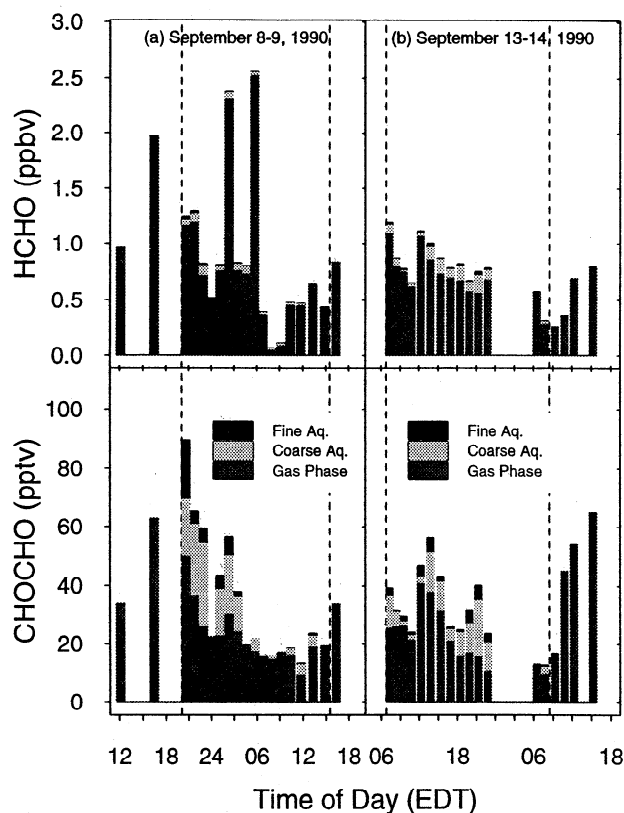 (a) September 8-9, 1990
(b) September 13-14, 1990
HCHO (ppbv)
3.0
2.5
2.0
1.5
1.0
0.5
0.0
CHOCHO (pptv)
100
80
60
40
20
0
Fine Aq.
Coarse Aq.
Gas Phase
Fine Aq.
Coarse Aq.
Gas Phase
12 18 24 06 12 18 06 18 06 18
Time of Day (EDT)